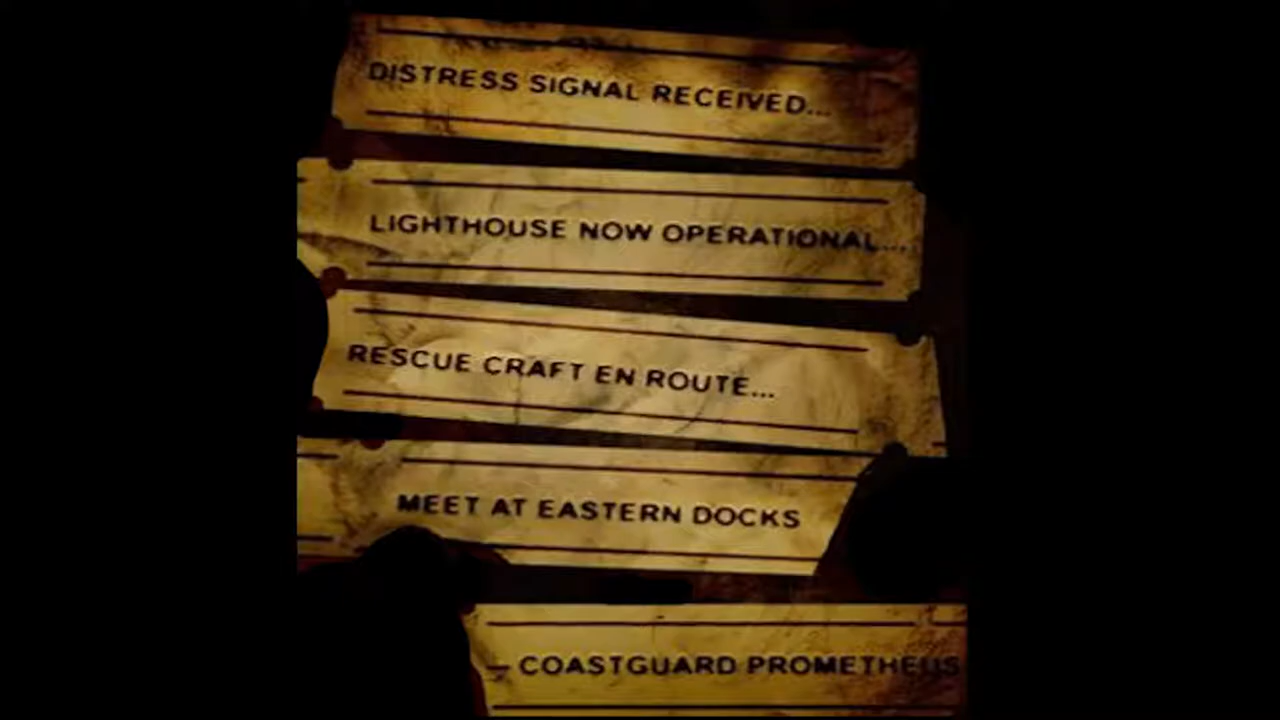 DISTRESS SIGNAL RECEIVED...
LIGHTHOUSE NOW OPERATIONAL...
RESCUE CRAFT EN ROUTE...
MEET AT EASTERN DOCKS
— COASTGUARD PROMETHEUS